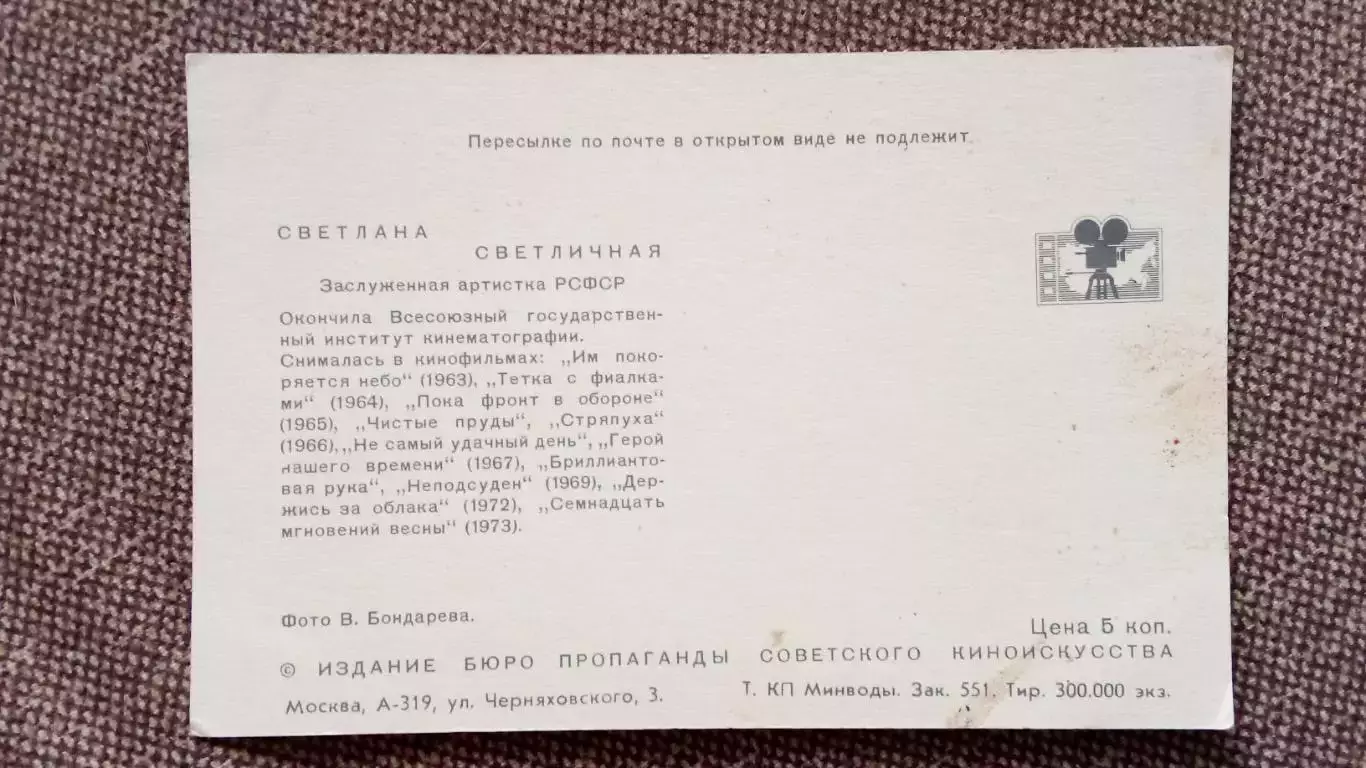 Пересылке по почте в открытом виде не подлежит.
СВЕТЛАНА
СВЕТЛИЧНАЯ
Заслуженная артистка РСФСР
Окончила Всесоюзный государствен-
ный институт кинематографии.
Снималась в кинофильмах: „Им поко-
ряется небо“ (1963), „Тетка с фиалка-
ми“ (1964), „Пока фронт в обороне“
(1965), „Чистые пруды“, „Стряпуха“
(1966), „Не самый удачный день“, „Герой
нашего времени“ (1967), „Бриллианто-
вая рука“, „Неподсуден“ (1969), „Дер-
жись за облака“ (1972), „Семнадцать
мгновений весны“ (1973).
Фото В. Бондарева.
Цена 5 коп.
© ИЗДАНИЕ БЮРО ПРОПАГАНДЫ СОВЕТСКОГО КИНОИСКУССТВА
Москва, А-319, ул. Черняховского, 3.
Т. КП Минводы. Зак. 551. Тир. 300.000 экз.